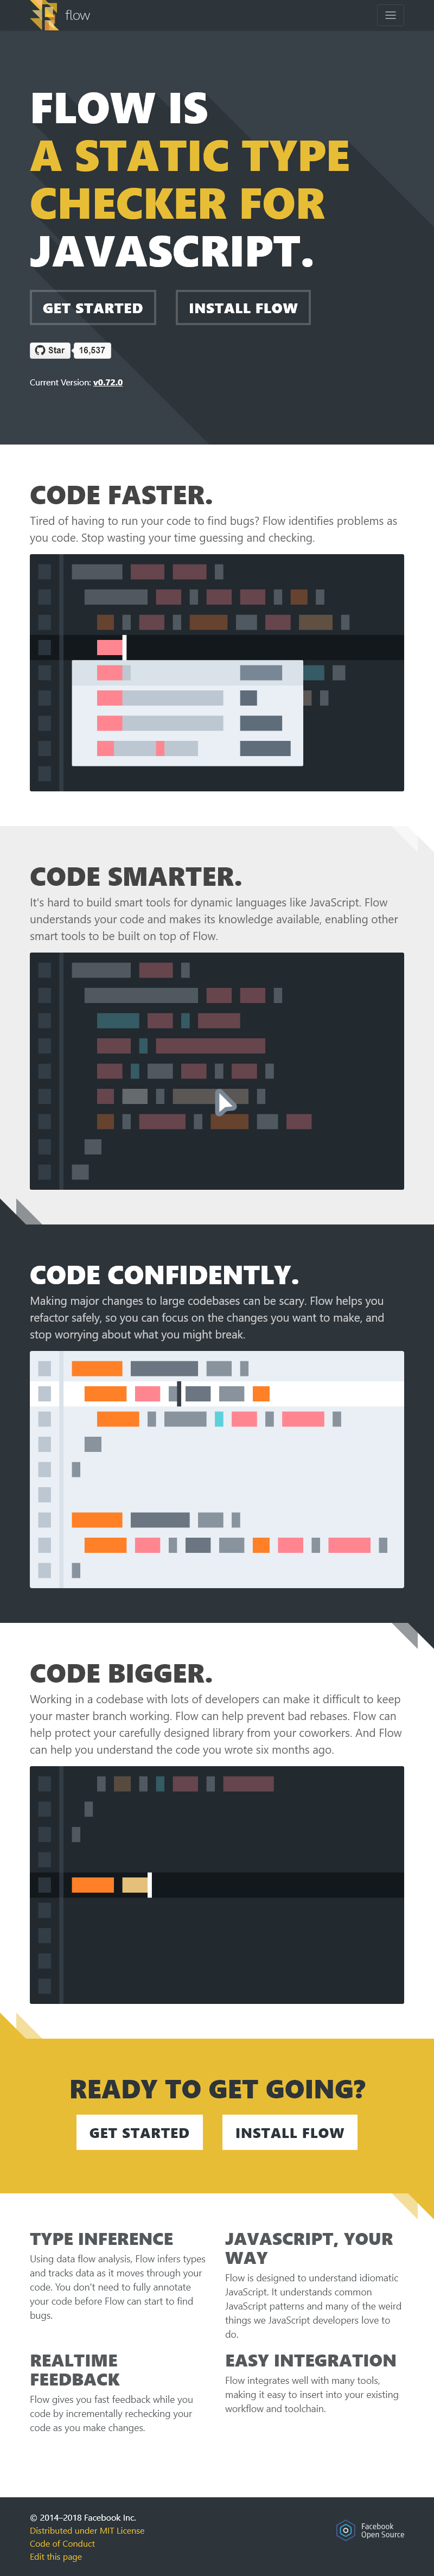 flow
FLOW IS
A STATIC TYPE
CHECKER FOR
JAVASCRIPT.
GET STARTED
INSTALL FLOW
Star
16,537
Current Version: v0.72.0
CODE FASTER.
Tired of having to run your code to find bugs? Flow identifies problems as
you code. Stop wasting your time guessing and checking.
CODE SMARTER.
It's hard to build smart tools for dynamic languages like JavaScript. Flow
understands your code and makes its knowledge available, enabling other
smart tools to be built on top of Flow.
CODE CONFIDENTLY.
Making major changes to large codebases can be scary. Flow helps you
refactor safely, so you can focus on the changes you want to make, and
stop worrying about what you might break.
CODE BIGGER.
Working in a codebase with lots of developers can make it difficult to keep
your master branch working. Flow can help prevent bad rebases. Flow can
help protect your carefully designed library from your coworkers. And Flow
can help you understand the code you wrote six months ago.
READY TO GET GOING?
GET STARTED
INSTALL FLOW
TYPE INFERENCE
Using data flow analysis, Flow infers types
and tracks data as it moves through your
code. You don't need to fully annotate
your code before Flow can start to find
bugs.
JAVASCRIPT, YOUR
WAY
Flow is designed to understand idiomatic
JavaScript. It understands common
JavaScript patterns and many of the weird
things we JavaScript developers love to
do.
REALTIME
FEEDBACK
Flow gives you fast feedback while you
code by incrementally rechecking your
code as you make changes.
EASY INTEGRATION
Flow integrates well with many tools,
making it easy to insert into your existing
workflow and toolchain.
© 2014–2018 Facebook Inc.
Distributed under MIT License
Code of Conduct
Edit this page
Facebook
Open Source